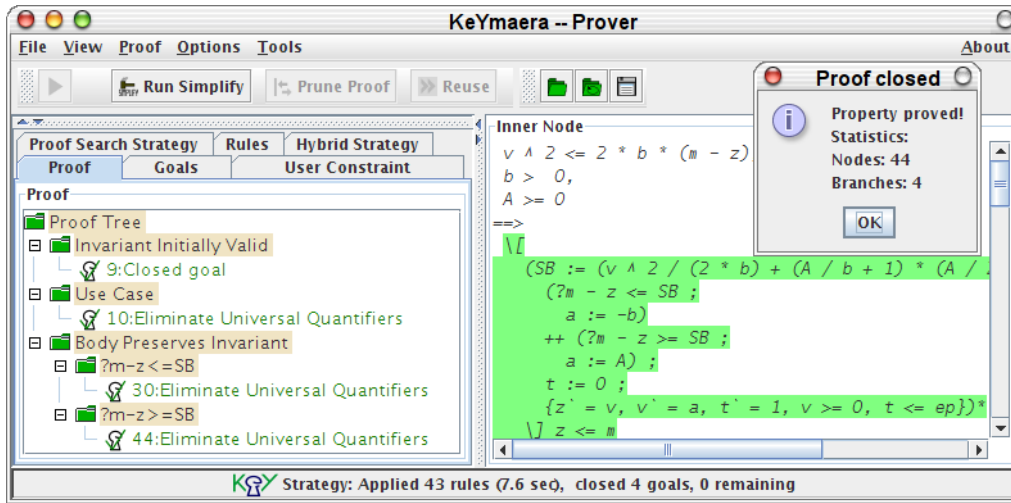 KeYmaera -- Prover
File View Proof Options Tools About
Run Simplify Prune Proof Reuse
Proof closed
Property proved!
Statistics:
Nodes: 44
Branches: 4
OK
Proof Search Strategy Rules Hybrid Strategy
Proof Goals User Constraint
Proof
Proof Tree
Invariant Initially Valid
9:Closed goal
Use Case
10:Eliminate Universal Quantifiers
Body Preserves Invariant
?m-z<=SB
30:Eliminate Universal Quantifiers
?m-z>=SB
44:Eliminate Universal Quantifiers
Inner Node
v ^ 2 <= 2 * b * (m - z)
b > 0,
A >= 0
==>
\[
(SB := (v ^ 2 / (2 * b) + (A / b + 1) * (A /
(?m - z <= SB ;
a := -b)
++ (?m - z >= SB ;
a := A) ;
t := 0 ;
{z` = v, v` = a, t` = 1, v >= 0, t <= ep})*
\] z <= m
KeY Strategy: Applied 43 rules (7.6 sec), closed 4 goals, 0 remaining